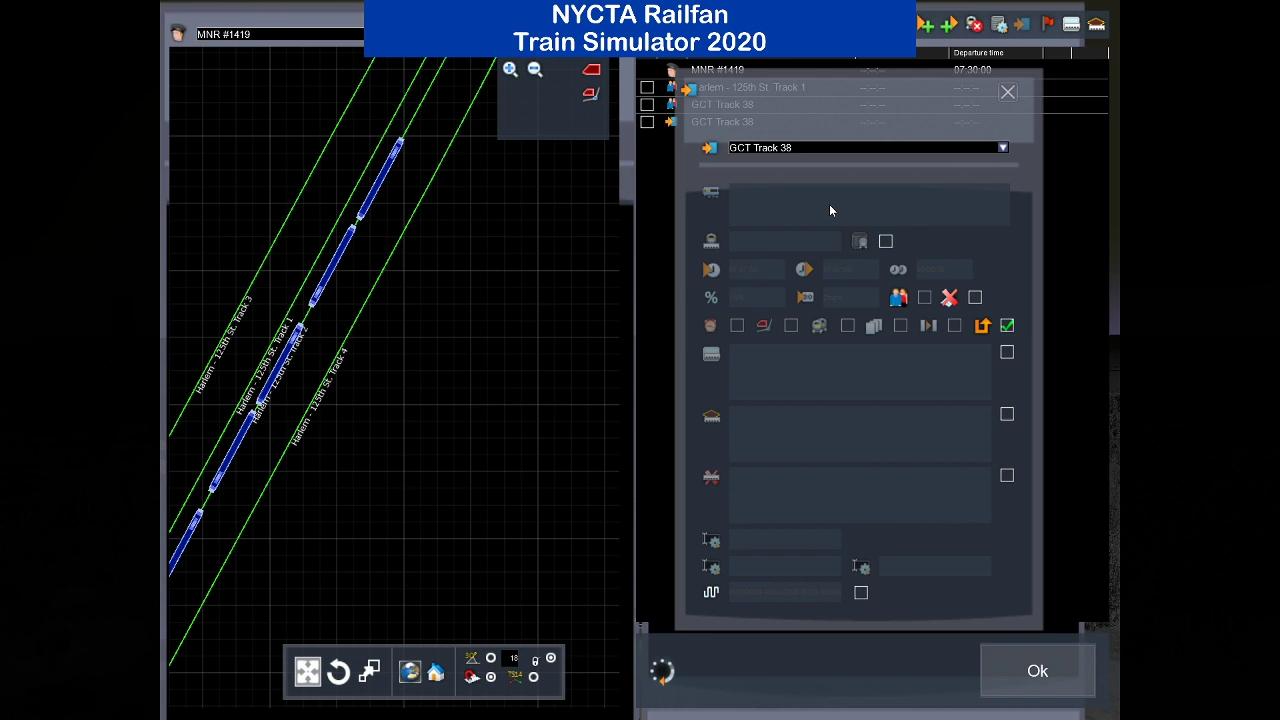 NYCTA Railfan
Train Simulator 2020
MNR #1419
Departure time
MNR #1419 --:--:-- 07:30:00
arlem - 125th St. Track 1 --:--:-- --:--:--
GCT Track 38 --:--:-- --:--:--
GCT Track 38 --:--:-- --:--:--
GCT Track 38
Harlem - 125th St. Track 3
Harlem - 125th St. Track 1
Harlem - 125th St. Track 2
Harlem - 125th St. Track 4
%
18
Ok